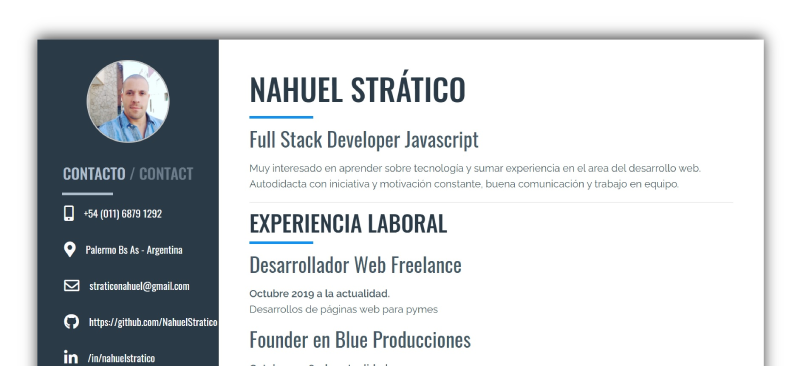 CONTACTO / CONTACT
+54 (011) 6879 1292
Palermo Bs As - Argentina
straticonahuel@gmail.com
https://github.com/NahuelStratico
/in/nahuelstratico
NAHUEL STRÁTICO
Full Stack Developer Javascript
Muy interesado en aprender sobre tecnología y sumar experiencia en el area del desarrollo web.
Autodidacta con iniciativa y motivación constante, buena comunicación y trabajo en equipo.
EXPERIENCIA LABORAL
Desarrollador Web Freelance
Octubre 2019 a la actualidad.
Desarrollos de páginas web para pymes
Founder en Blue Producciones